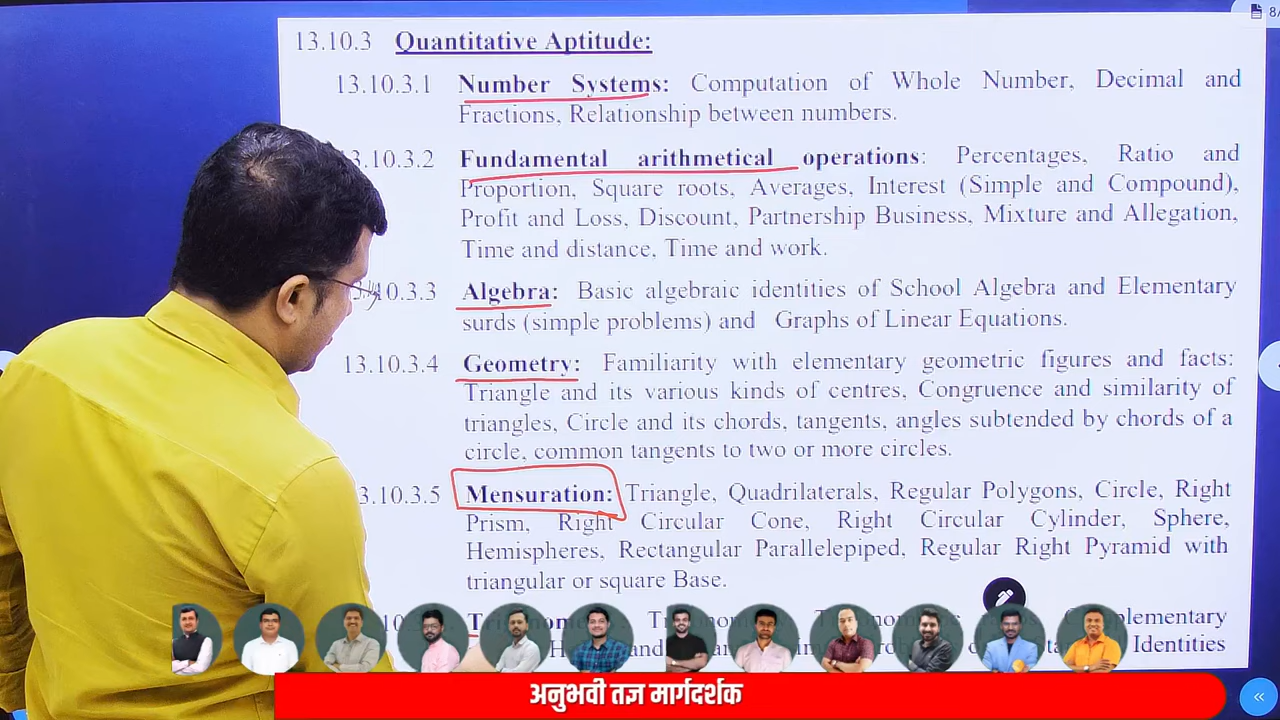 13.10.3 Quantitative Aptitude:
13.10.3.1 Number Systems: Computation of Whole Number, Decimal and
Fractions, Relationship between numbers.
3.10.3.2 Fundamental arithmetical operations: Percentages, Ratio and
Proportion, Square roots, Averages, Interest (Simple and Compound),
Profit and Loss, Discount, Partnership Business, Mixture and Allegation,
Time and distance, Time and work.
0.3.3 Algebra: Basic algebraic identities of School Algebra and Elementary
surds (simple problems) and Graphs of Linear Equations.
13.10.3.4 Geometry: Familiarity with elementary geometric figures and facts:
Triangle and its various kinds of centres, Congruence and similarity of
triangles, Circle and its chords, tangents, angles subtended by chords of a
circle, common tangents to two or more circles.
3.10.3.5 Mensuration: Triangle, Quadrilaterals, Regular Polygons, Circle, Right
Prism, Right Circular Cone, Right Circular Cylinder, Sphere,
Hemispheres, Rectangular Parallelepiped, Regular Right Pyramid with
triangular or square Base.
Identities
अनुभवी तज्ञ मार्गदर्शक
8/